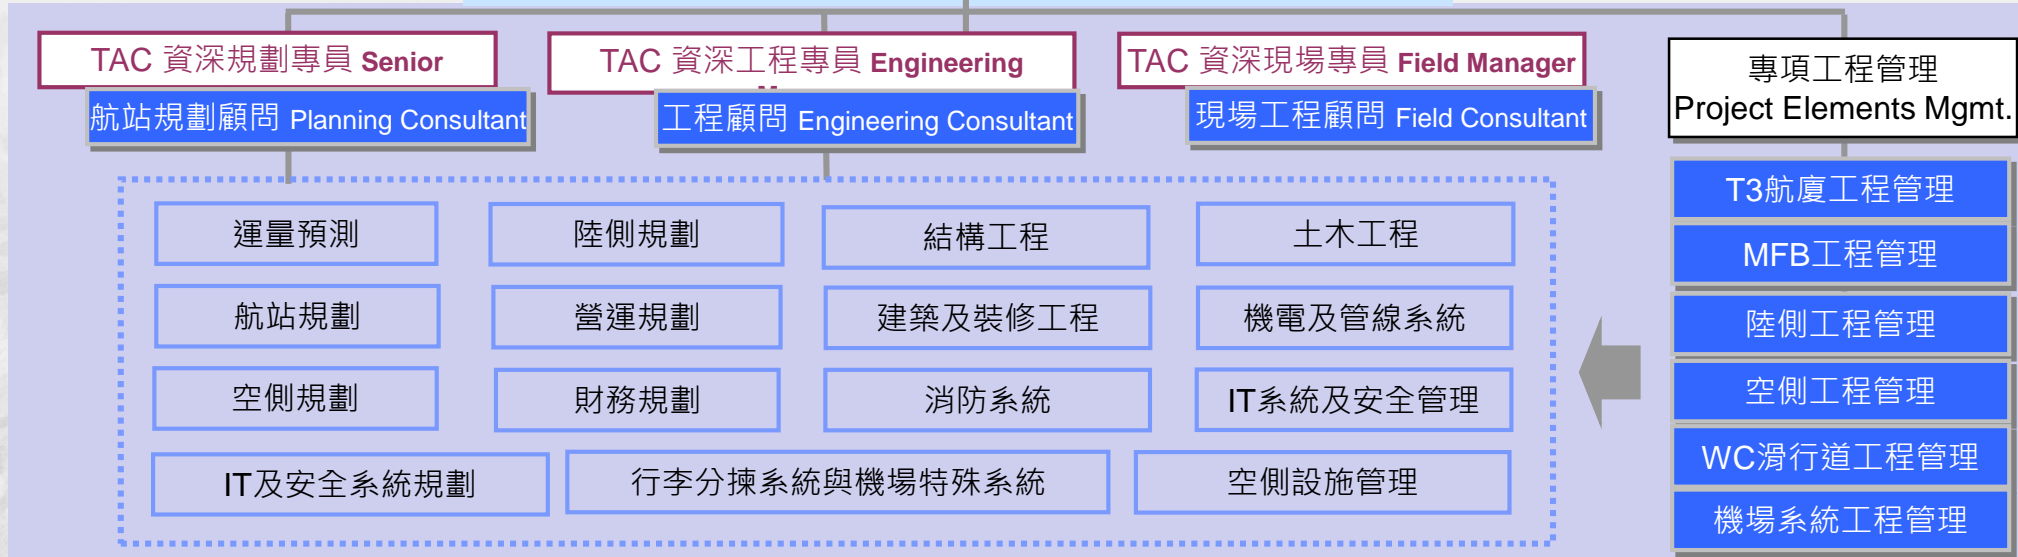 TAC 資深規劃專員 Senior
航站規劃顧問 Planning Consultant
TAC 資深工程專員 Engineering
工程顧問 Engineering Consultant
TAC 資深現場專員 Field Manager
現場工程顧問 Field Consultant
專項工程管理
Project Elements Mgmt.
運量預測
陸側規劃
結構工程
土木工程
航站規劃
營運規劃
建築及裝修工程
機電及管線系統
空側規劃
財務規劃
消防系統
IT系統及安全管理
IT及安全系統規劃
行李分揀系統與機場特殊系統
空側設施管理
T3航廈工程管理
MFB工程管理
陸側工程管理
空側工程管理
WC滑行道工程管理
機場系統工程管理